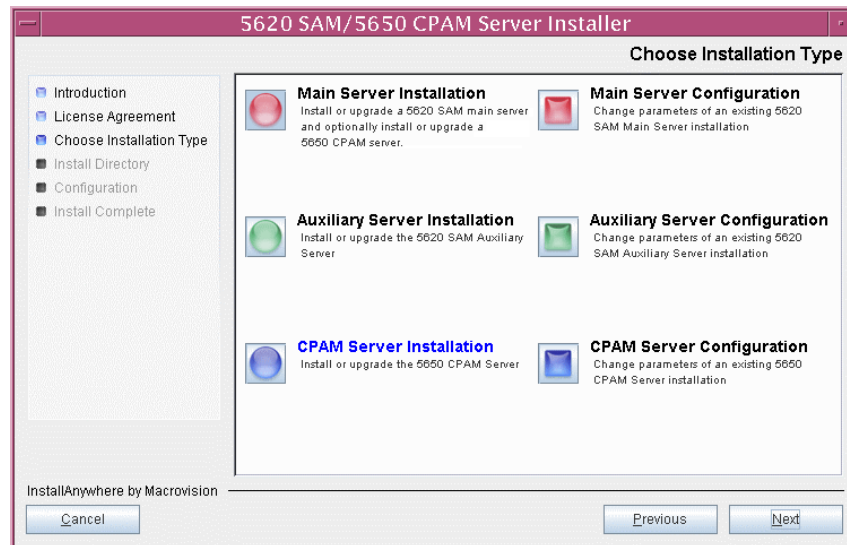 5620 SAM/5650 CPAM Server Installer
Choose Installation Type
Introduction
License Agreement
Choose Installation Type
Install Directory
Configuration
Install Complete
Main Server Installation
Install or upgrade a 5620 SAM main server
and optionally install or upgrade a
5650 CPAM server.
Main Server Configuration
Change parameters of an existing 5620
SAM Main Server installation
Auxiliary Server Installation
Install or upgrade the 5620 SAM Auxiliary
Server
Auxiliary Server Configuration
Change parameters of an existing 5620
SAM Auxiliary Server installation
CPAM Server Installation
Install or upgrade the 5650 CPAM Server
CPAM Server Configuration
Change parameters of an existing 5650
CPAM Server installation
InstallAnywhere by Macrovision
Cancel
Previous
Next